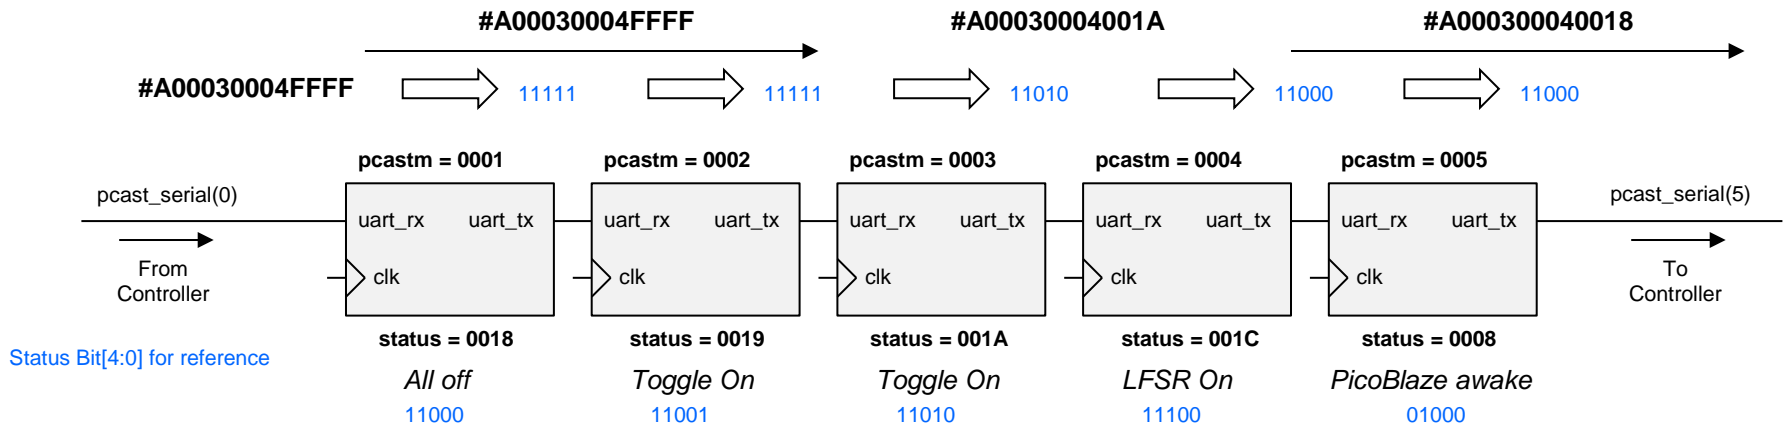 #A00030004FFFF #A00030004001A #A000300040018
#A00030004FFFF 11111 11111 11010 11000 11000
pcastm = 0001 pcastm = 0002 pcastm = 0003 pcastm = 0004 pcastm = 0005
pcast_serial(0) pcast_serial(5)
uart_rx uart_tx uart_rx uart_tx uart_rx uart_tx uart_rx uart_tx uart_rx uart_tx
From
Controller
clk clk clk clk clk
To
Controller
status = 0018 status = 0019 status = 001A status = 001C status = 0008
Status Bit[4:0] for reference
All off Toggle On Toggle On LFSR On PicoBlaze awake
11000 11001 11010 11100 01000